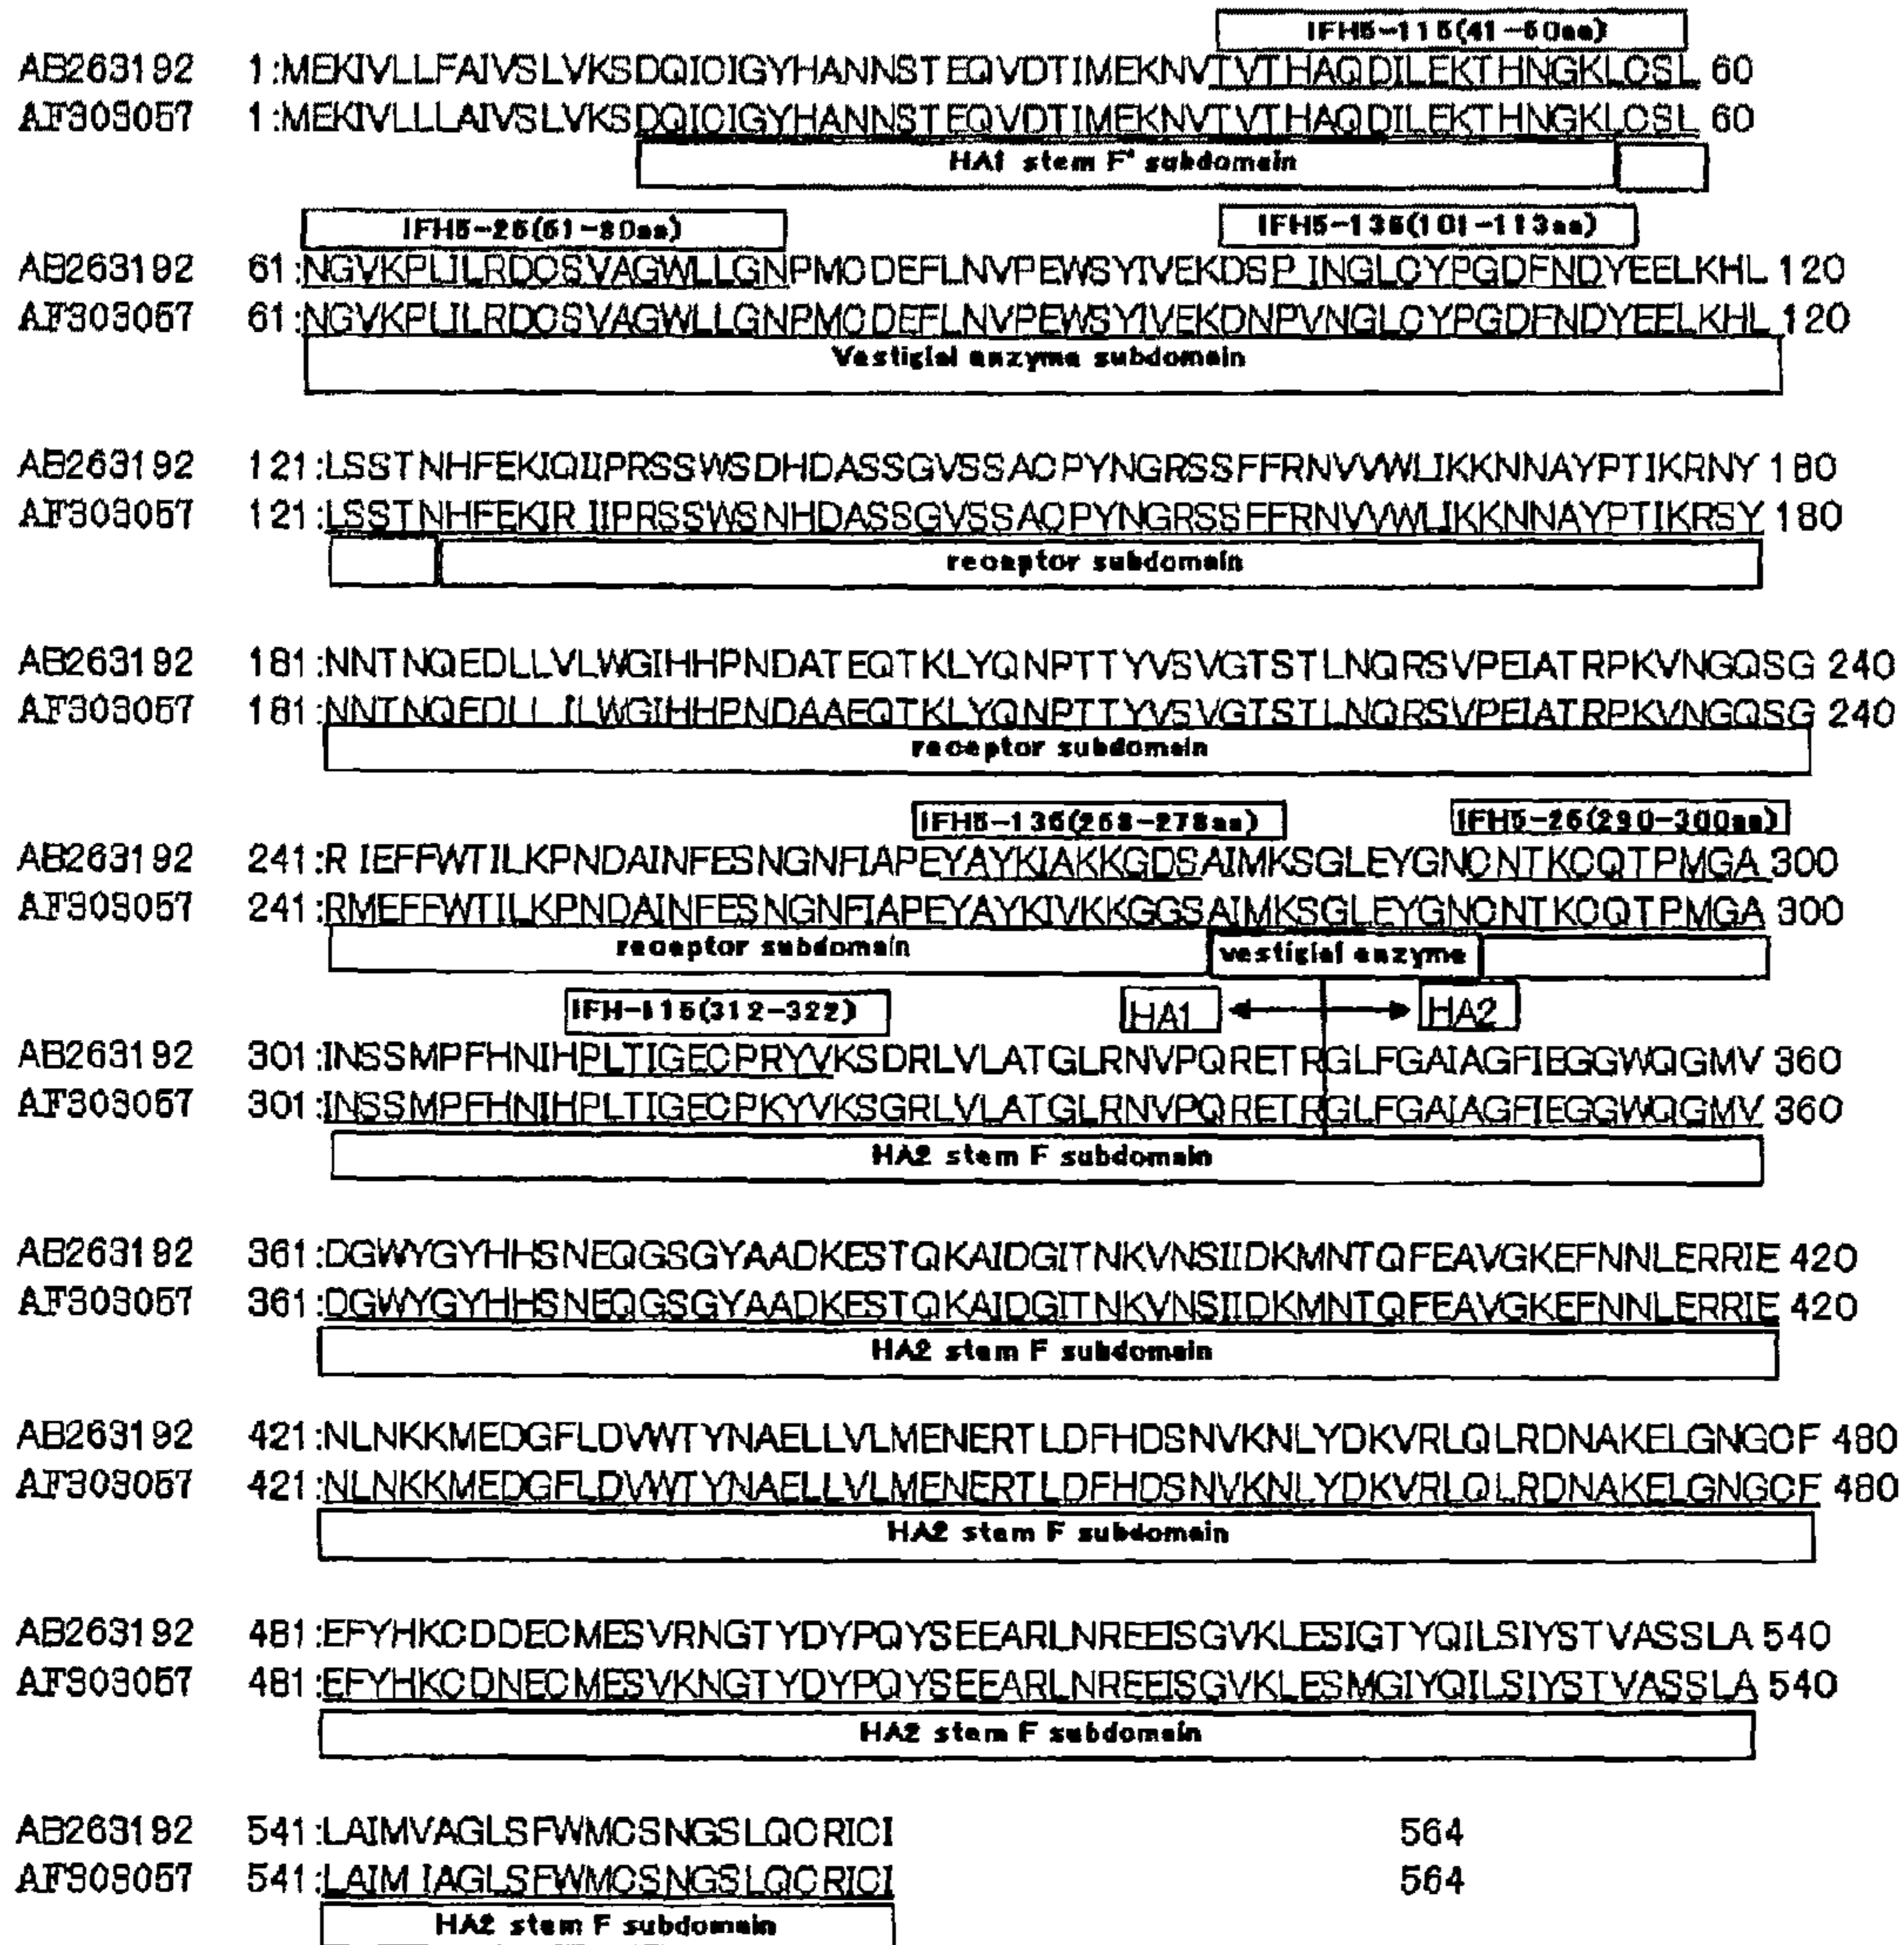 IFH5-115(41-60aa)
AB263192 1:MEKIVLLFAIVSLVKSDQICIGYHANNSTEQVDTIMEKNVTVTHAQDILEKTHNGKLCSL 60
AF303057 1:MEKIVLLLAIVSLVKSDQICIGYHANNSTEQVDTIMEKNVTVTHAQDILEKTHNGKLCSL 60
HA1 stem F' subdomain
IFH5-26(61-80aa) IFH5-136(101-113aa)
AB263192 61:NGVKPLILRDCSVAGWLLGNPMCDEFLNVPEWSYIVEKDSPINGLCYPGDFNDYEELKHL 120
AF303057 61:NGVKPLILRDCSVAGWLLGNPMCDEFLNVPEWSYIVEKDNPVNGLCYPGDFNDYEELKHL 120
Vestigial enzyme subdomain
AB263192 121:LSSTNHFEKIQIIPRSSWSDHDASSGVSSACPYNGRSSFFRNVVWLIKKNNAYPTIKRNY 180
AF303057 121:LSSTNHFEKIRIIPRSSWSNHDASSGVSSACPYNGRSSFFRNVVWLIKKNNAYPTIKRSY 180
receptor subdomain
AB263192 181:NNTNQEDLLVLWGIHHPNDATEQTKLYQNPTTYVSVGTSTLNQRSVPEIATRPKVNGQSG 240
AF303057 181:NNTNQEDLLILWGIHHPNDAAEQTKLYQNPTTYVSVGTSTLNQRSVPEIATRPKVNGQSG 240
receptor subdomain
IFH5-136(268-278aa) IFH5-26(290-300aa)
AB263192 241:RIEFFWTILKPNDAINFESNGNFIAPEYAYKIAKKGDSAIMKSGLEYGNCNTKCQTPMGA 300
AF303057 241:RMEFFWTILKPNDAINFESNGNFIAPEYAYKIVKKGGSAIMKSGLEYGNCNTKCQTPMGA 300
receptor subdomain vestigial enzyme
IFH-115(312-322) HA1 HA2
AB263192 301:INSSMPFHNIHPLTIGECPRYVKSDRLVLATGLRNVPQRETRGLFGAIAGFIEGGWQGMV 360
AF303057 301:INSSMPFHNIHPLTIGECPKYVKSGRLVLATGLRNVPQRETRGLFGAIAGFIEGGWQGMV 360
HA2 stem F subdomain
AB263192 361:DGWYGYHHSNEQGSGYAADKESTQKAIDGITNKVNSIIDKMNTQFEAVGKEFNNLERRIE 420
AF303057 361:DGWYGYHHSNEQGSGYAADKESTQKAIDGITNKVNSIIDKMNTQFEAVGKEFNNLERRIE 420
HA2 stem F subdomain
AB263192 421:NLNKKMEDGFLDVWTYNAELLVLMENERTLDFHDSNVKNLYDKVRLQLRDNAKELGNGCF 480
AF303057 421:NLNKKMEDGFLDVWTYNAELLVLMENERTLDFHDSNVKNLYDKVRLQLRDNAKELGNGCF 480
HA2 stem F subdomain
AB263192 481:EFYHKCDDECMESVRNGTYDYPQYSEEARLNREEISGVKLESIGTYQILSIYSTVASSLA 540
AF303057 481:EFYHKCDNECMESVKNGTYDYPQYSEEARLNREEISGVKLESMGIYQILSIYSTVASSLA 540
HA2 stem F subdomain
AB263192 541:LAIMVAGLSFWMCSNGSLQCRICI 564
AF303057 541:LAIMIAGLSFWMCSNGSLQCRICI 564
HA2 stem F subdomain